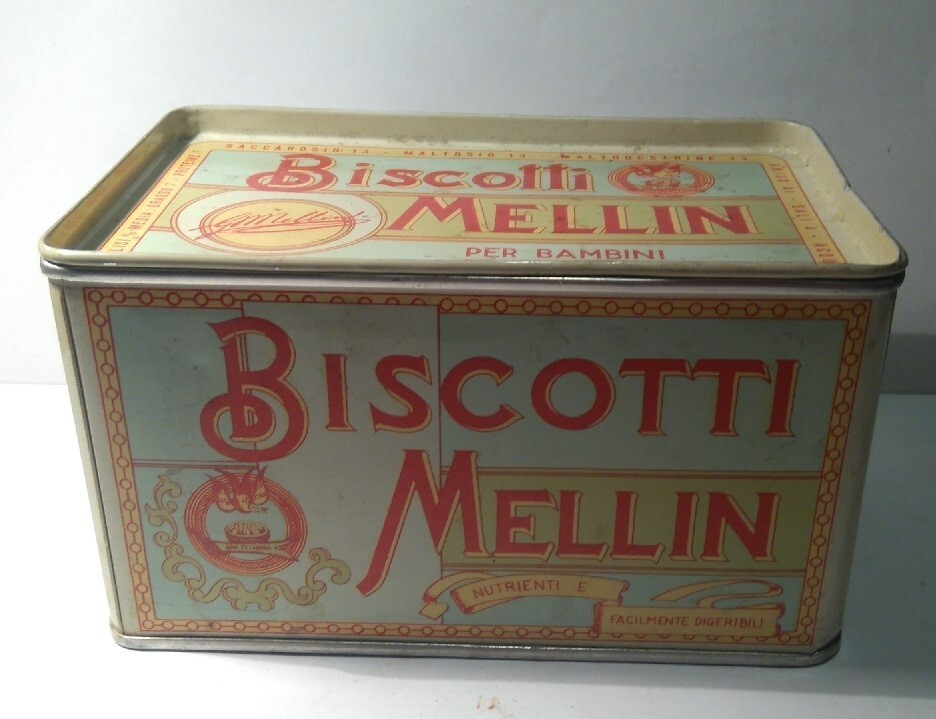 SACCAROSIO 13 - MALTOSIO 13 - MALTODESTRINE 13
Biscotti
MELLIN
PER BAMBINI
BISCOTTI
MELLIN
NUTRIENTI E
FACILMENTE DIGERIBILI